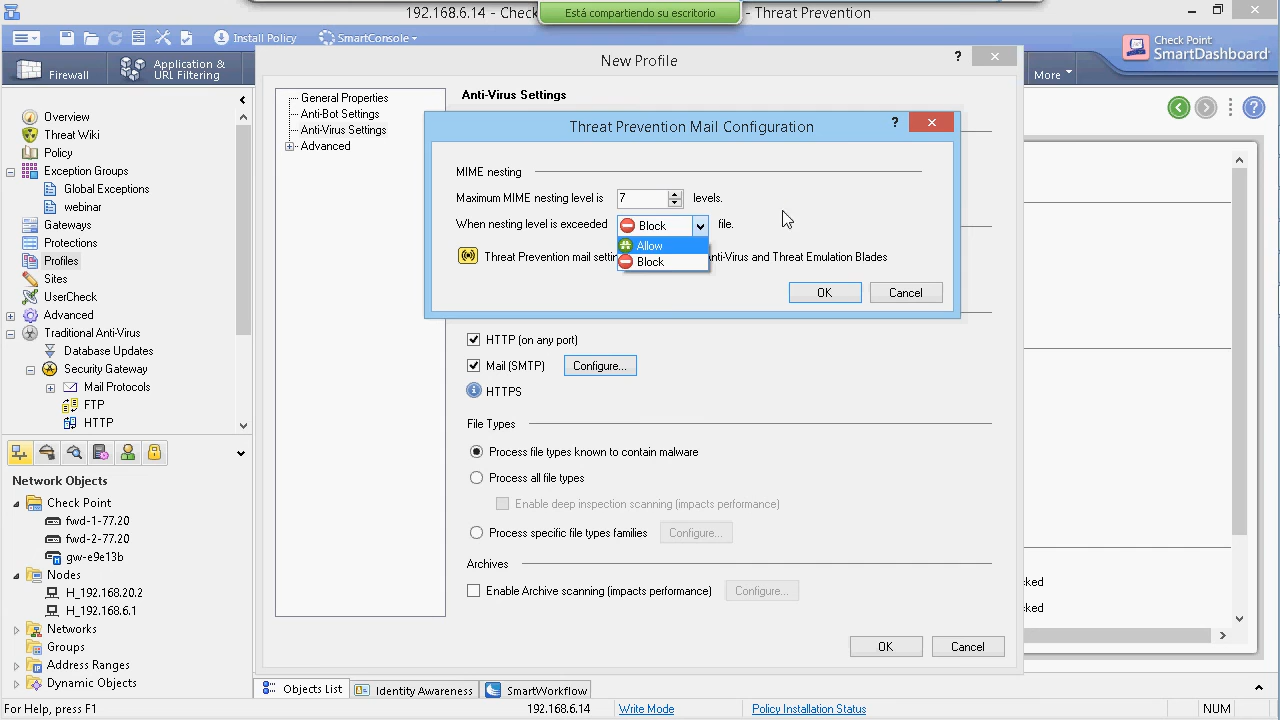 192.168.6.14 - Check
Está compartiendo su escritorio
- Threat Prevention
Install Policy
SmartConsole
Check Point
SmartDashboard
Firewall
Application &
URL Filtering
More
New Profile
?
Overview
Threat Wiki
Policy
Exception Groups
Global Exceptions
webinar
Gateways
Protections
Profiles
Sites
UserCheck
Advanced
Traditional Anti-Virus
Database Updates
Security Gateway
Mail Protocols
FTP
HTTP
Network Objects
Check Point
fwd-1-77.20
fwd-2-77.20
gw-e9e13b
Nodes
H_192.168.20.2
H_192.168.6.1
Networks
Groups
Address Ranges
Dynamic Objects
General Properties
Anti-Bot Settings
Anti-Virus Settings
Advanced
Anti-Virus Settings
Threat Prevention Mail Configuration
?
MIME nesting
Maximum MIME nesting level is 7 levels.
When nesting level is exceeded Block file.
Allow
Block
Threat Prevention mail settin
nti-Virus and Threat Emulation Blades
OK
Cancel
HTTP (on any port)
Mail (SMTP)
Configure...
HTTPS
File Types
Process file types known to contain malware
Process all file types
Enable deep inspection scanning (impacts performance)
Process specific file types families
Configure...
Archives
Enable Archive scanning (impacts performance)
Configure...
OK
Cancel
cked
cked
Objects List
Identity Awareness
SmartWorkflow
For Help, press F1
192.168.6.14
Write Mode
Policy Installation Status
NUM